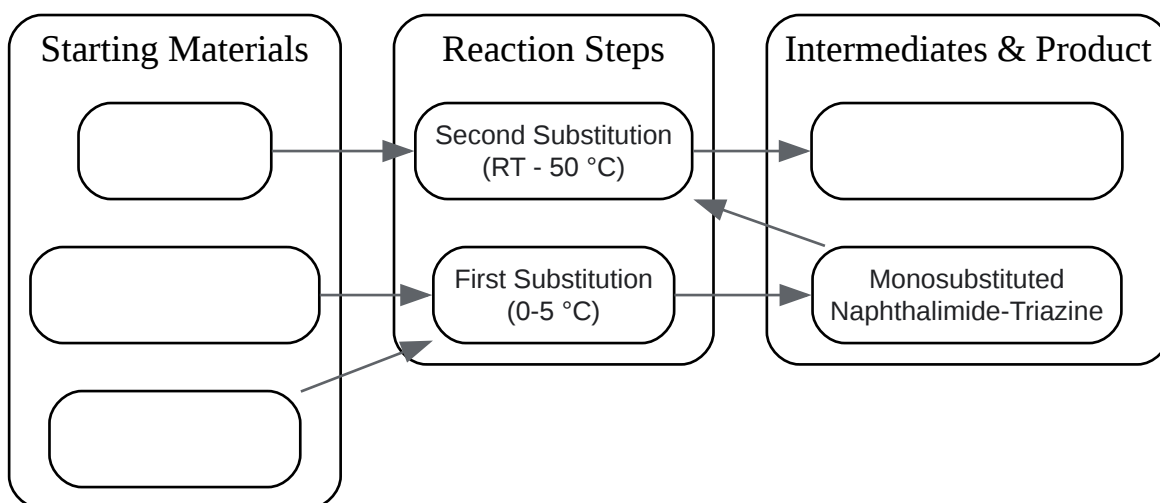 Starting Materials
Reaction Steps
Intermediates & Product
Second Substitution
(RT - 50 °C)
First Substitution
(0-5 °C)
Monosubstituted
Naphthalimide-Triazine